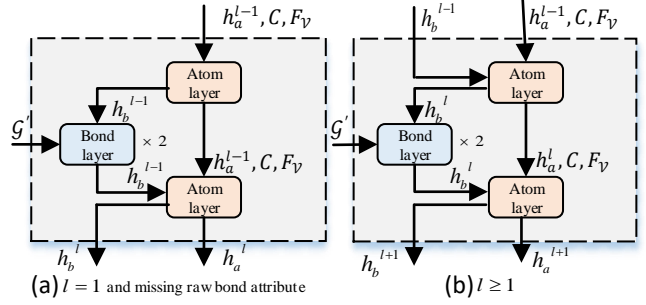 h_a^{l-1}, C, F_𝒱
Atom layer
h_b^{l-1}
𝒢′
Bond layer
× 2
h_b^{l-1}
h_a^{l-1}, C, F_𝒱
Atom layer
h_b^l
h_a^l
(a) l = 1 and missing raw bond attribute
h_b^{l-1}
h_a^{l-1}, C, F_𝒱
Atom layer
h_b^l
𝒢′
Bond layer
× 2
h_b^l
h_a^l, C, F_𝒱
Atom layer
h_b^{l+1}
h_a^{l+1}
(b) l ≥ 1